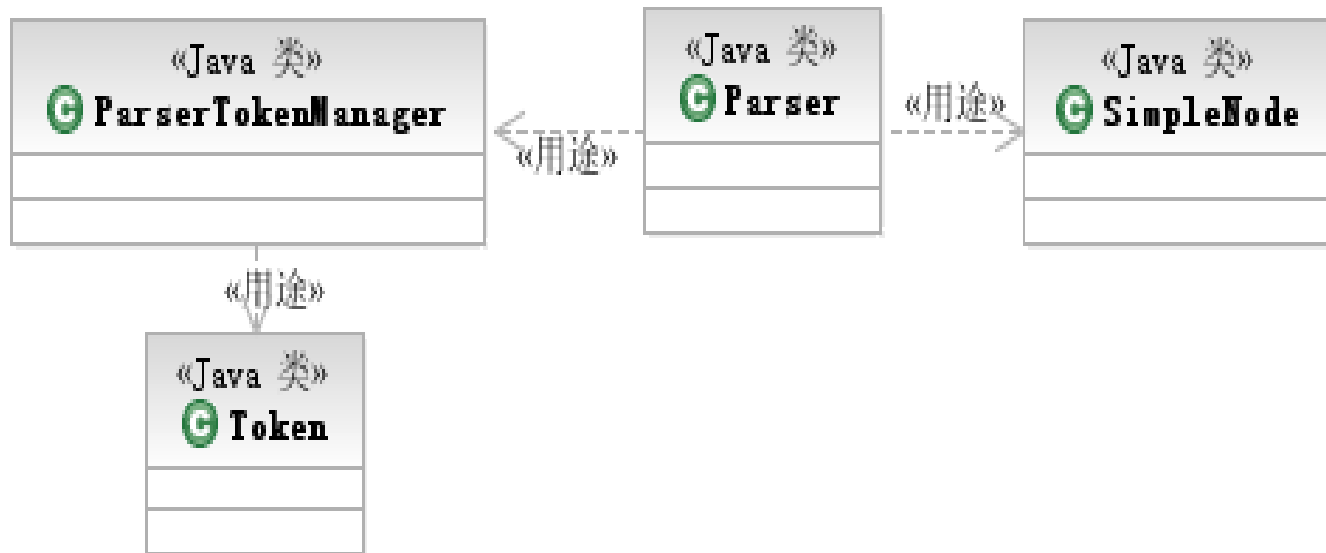 «Java 类»
ParserTokenManager
«用途»
«Java 类»
Parser
«用途»
«Java 类»
SimpleNode
«用途»
«Java 类»
Token